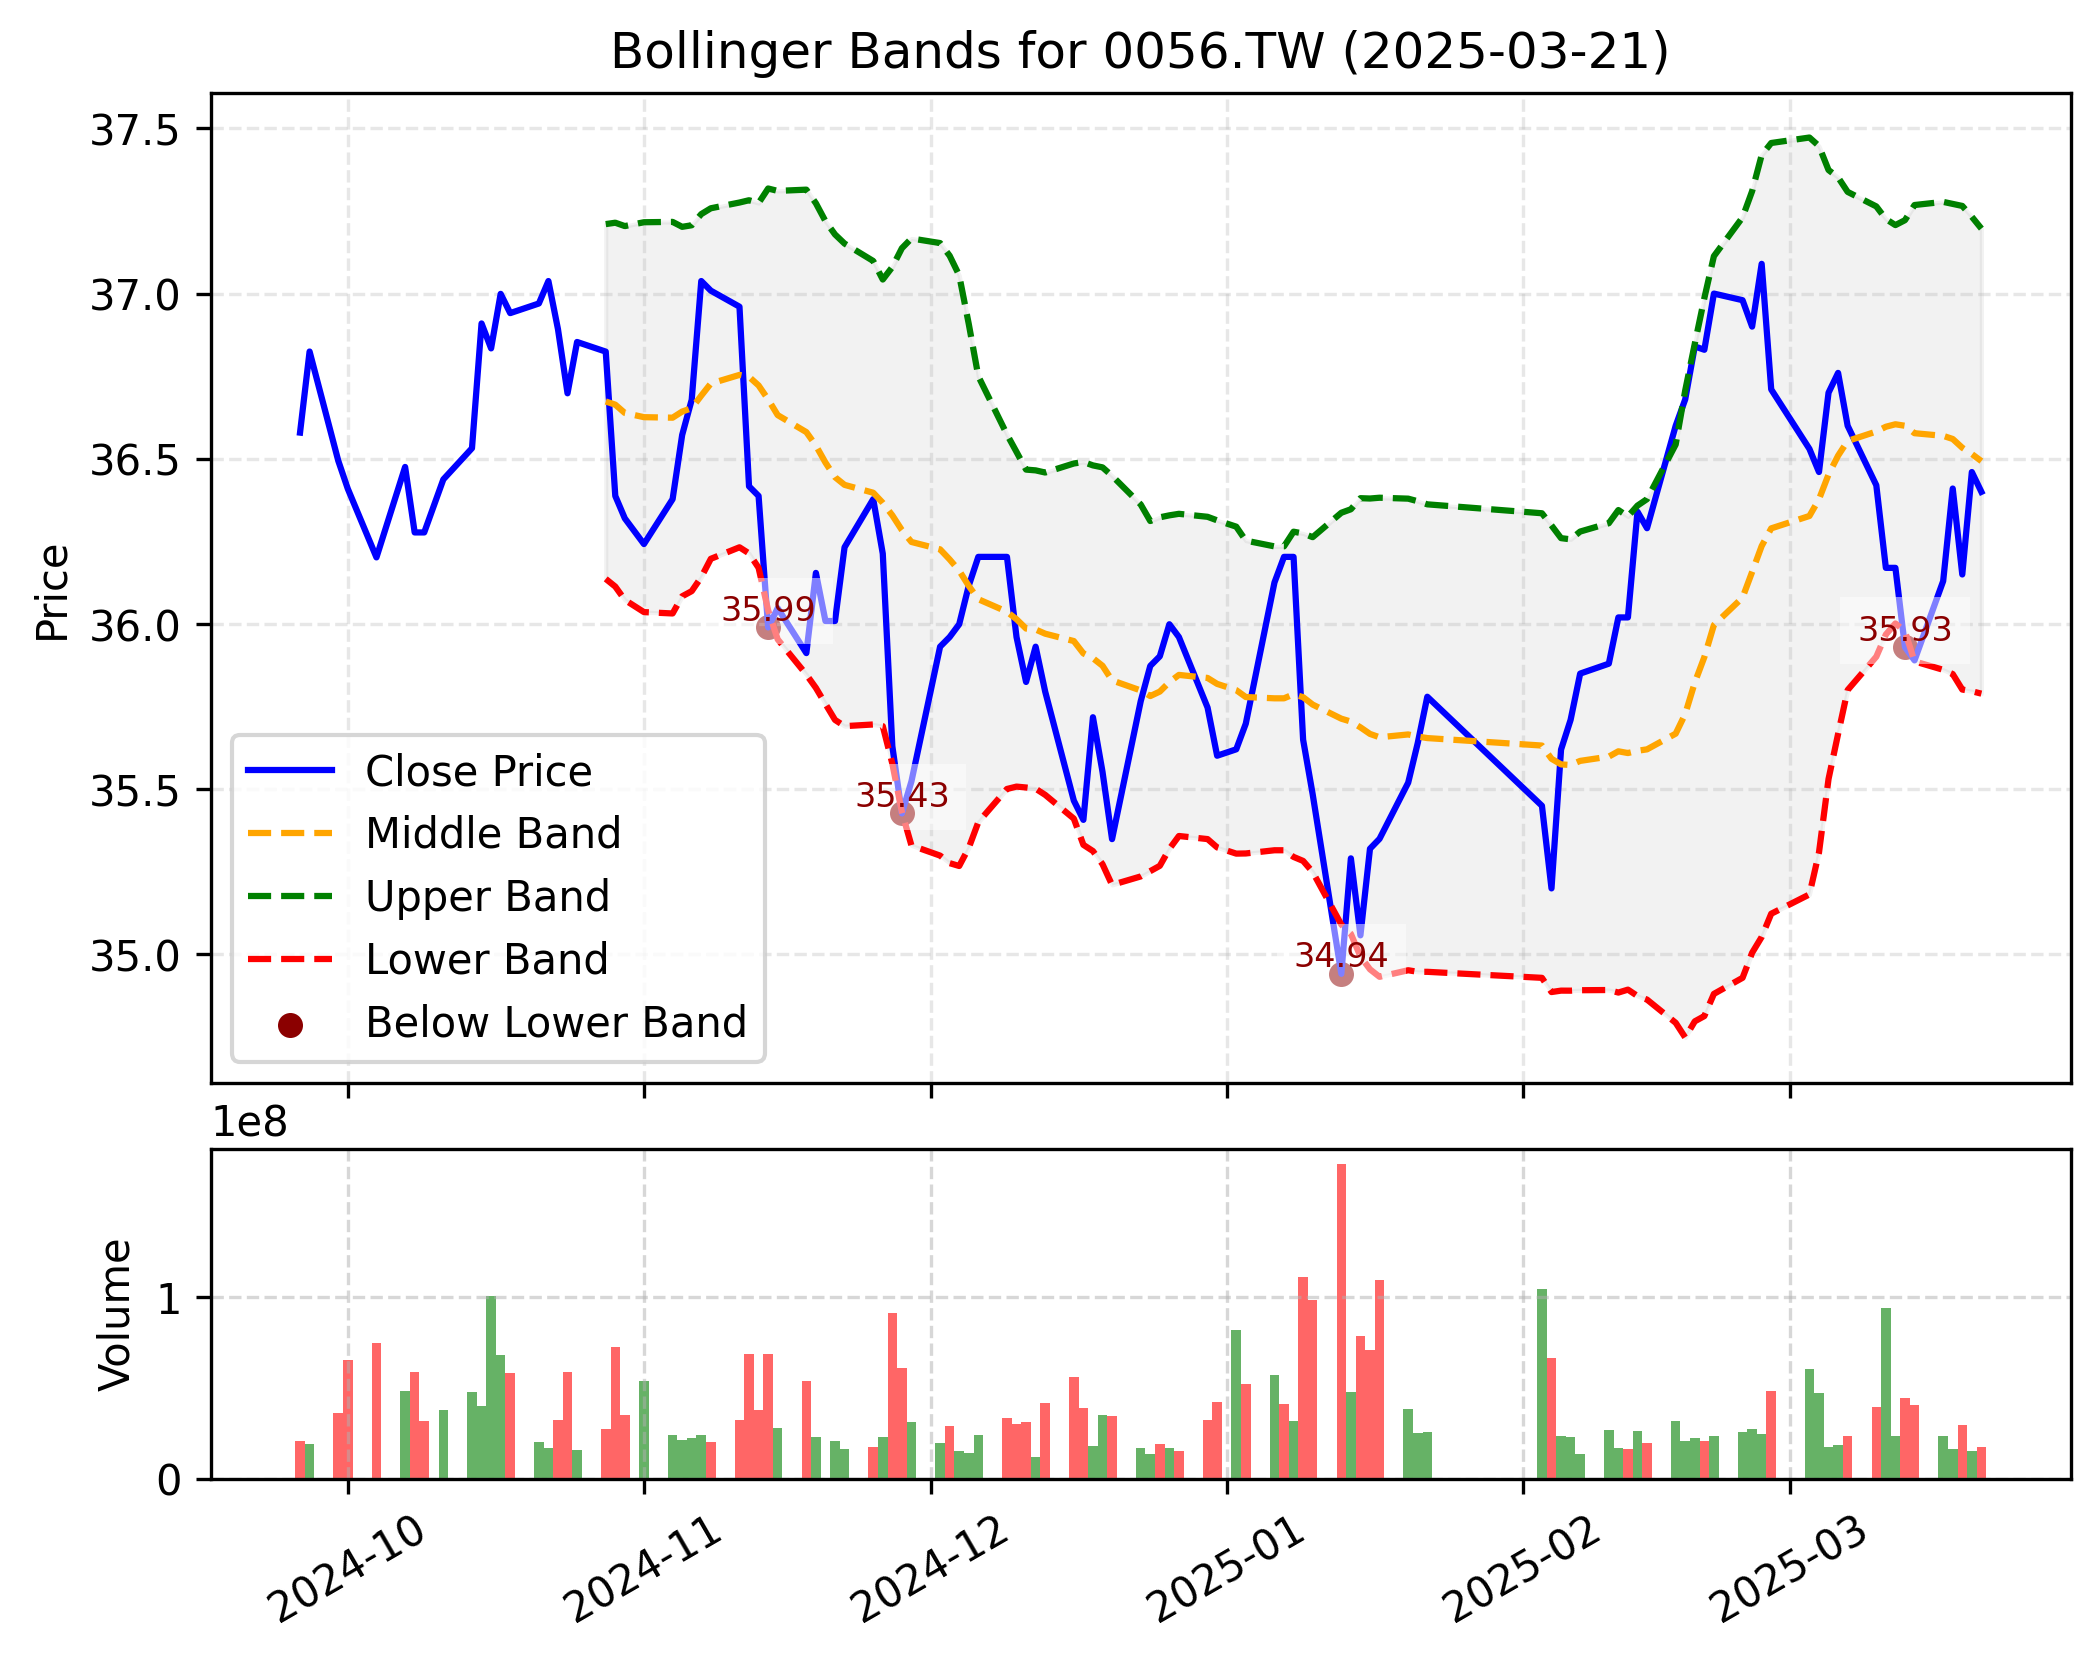 Bollinger Bands for 0056.TW (2025-03-21)
37.5
37.0
36.5
36.0
35.5
35.0
Price
35.99
35.43
34.94
35.93
Close Price
Middle Band
Upper Band
Lower Band
Below Lower Band
1e8
1
0
Volume
2024-10
2024-11
2024-12
2025-01
2025-02
2025-03